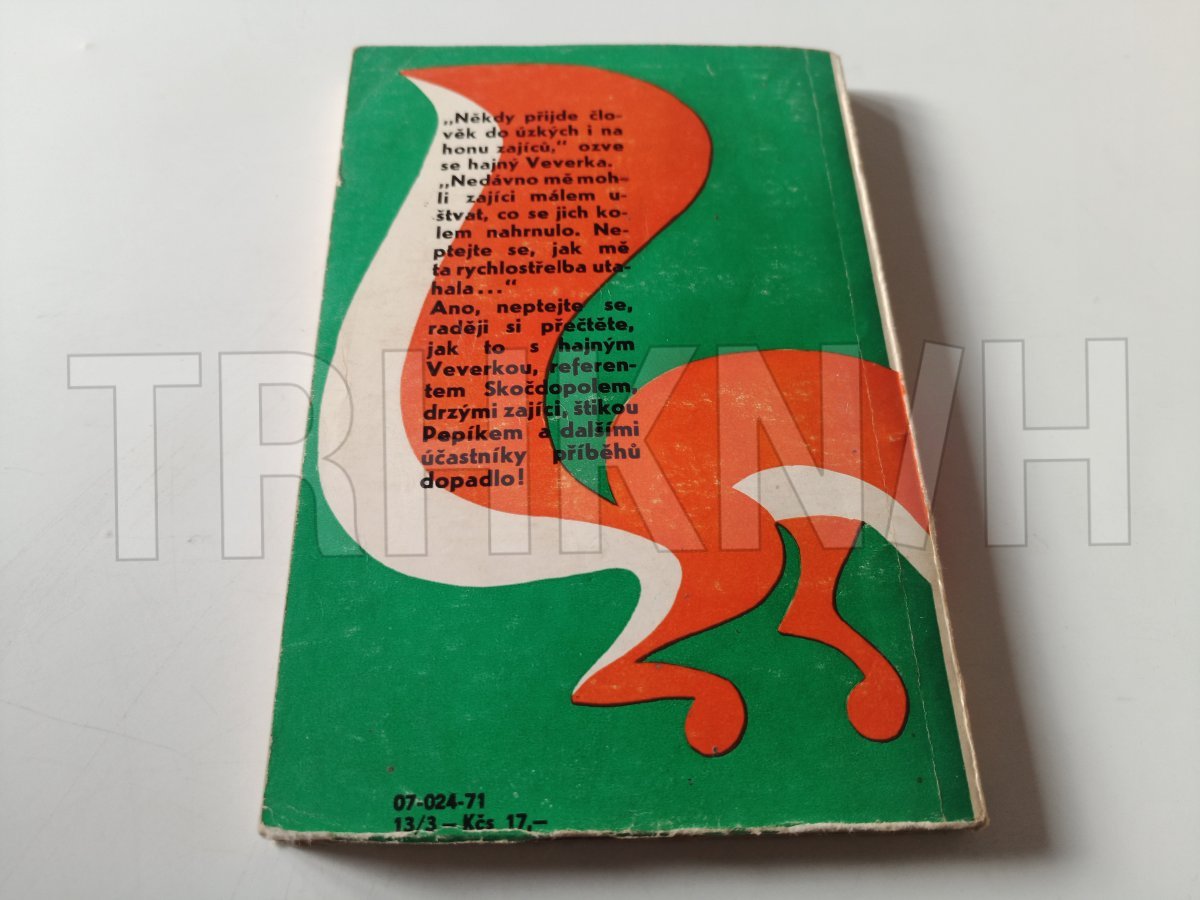 „Někdy přijde člo-
věk do úzkých i na
honu zajíců,“ ozve
se hajný Veverka.
„Nedávno mě moh-
li zajíci málem u-
štvat, co se jich ko-
lem nahrnulo. Ne-
ptejte se, jak mě
ta rychlostřelba uta-
hala...“
Ano, neptejte se,
raději si přečtěte,
jak to s hajným
Veverkou, referen-
tem Skočdopolem,
drzými zajíci, štikou
Pepíkem a dalšími
účastníky příběhů
dopadlo!
TRHKNIH
07-024-71
13/3 – Kčs 17,–